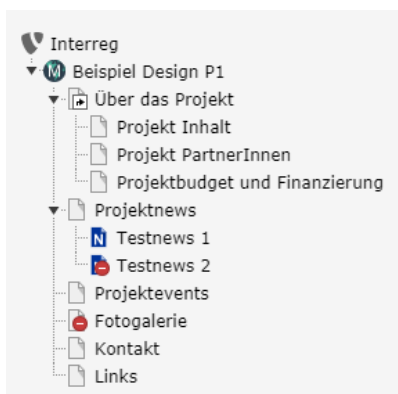 Interreg
M Beispiel Design P1
Über das Projekt
Projekt Inhalt
Projekt PartnerInnen
Projektbudget und Finanzierung
Projektnews
N Testnews 1
Testnews 2
Projektevents
Fotogalerie
Kontakt
Links